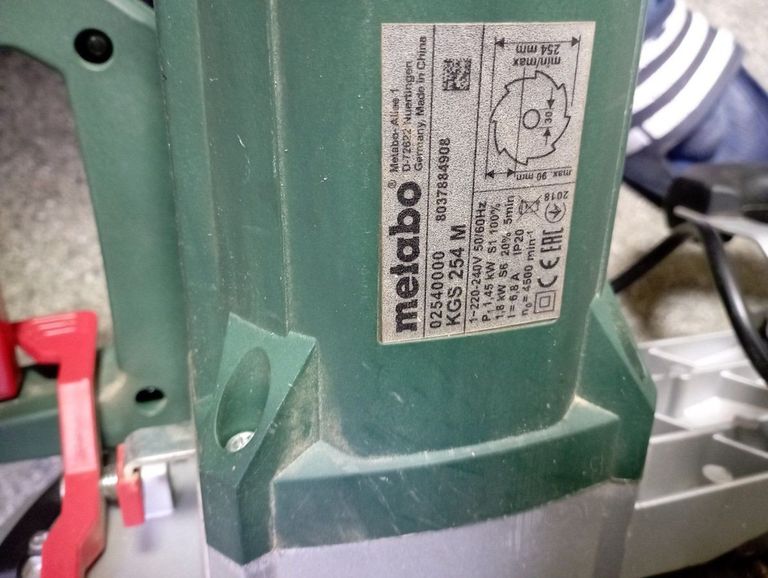 metabo®
Metabo-Allee 1
D-72622 Nuertingen
Germany, Made in China
02540000
8037884908
KGS 254 M
1~220-240V 50/60Hz
P₁ 1,45 kW S1 100%
1,8 kW S6 20% 5min
I = 6,8 A IP20
n₀ = 4500 min⁻¹
CE EAC
2018
max. 90 mm
30
min/max
254 mm